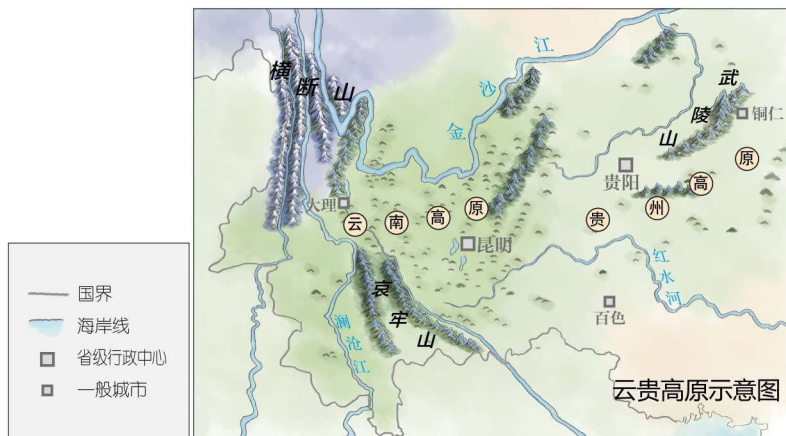 横断山
金沙江
武陵山
铜仁
贵阳
大理
云南高原
贵州高原
昆明
哀牢山
澜沧江
红水河
百色
国界
海岸线
省级行政中心
一般城市
云贵高原示意图